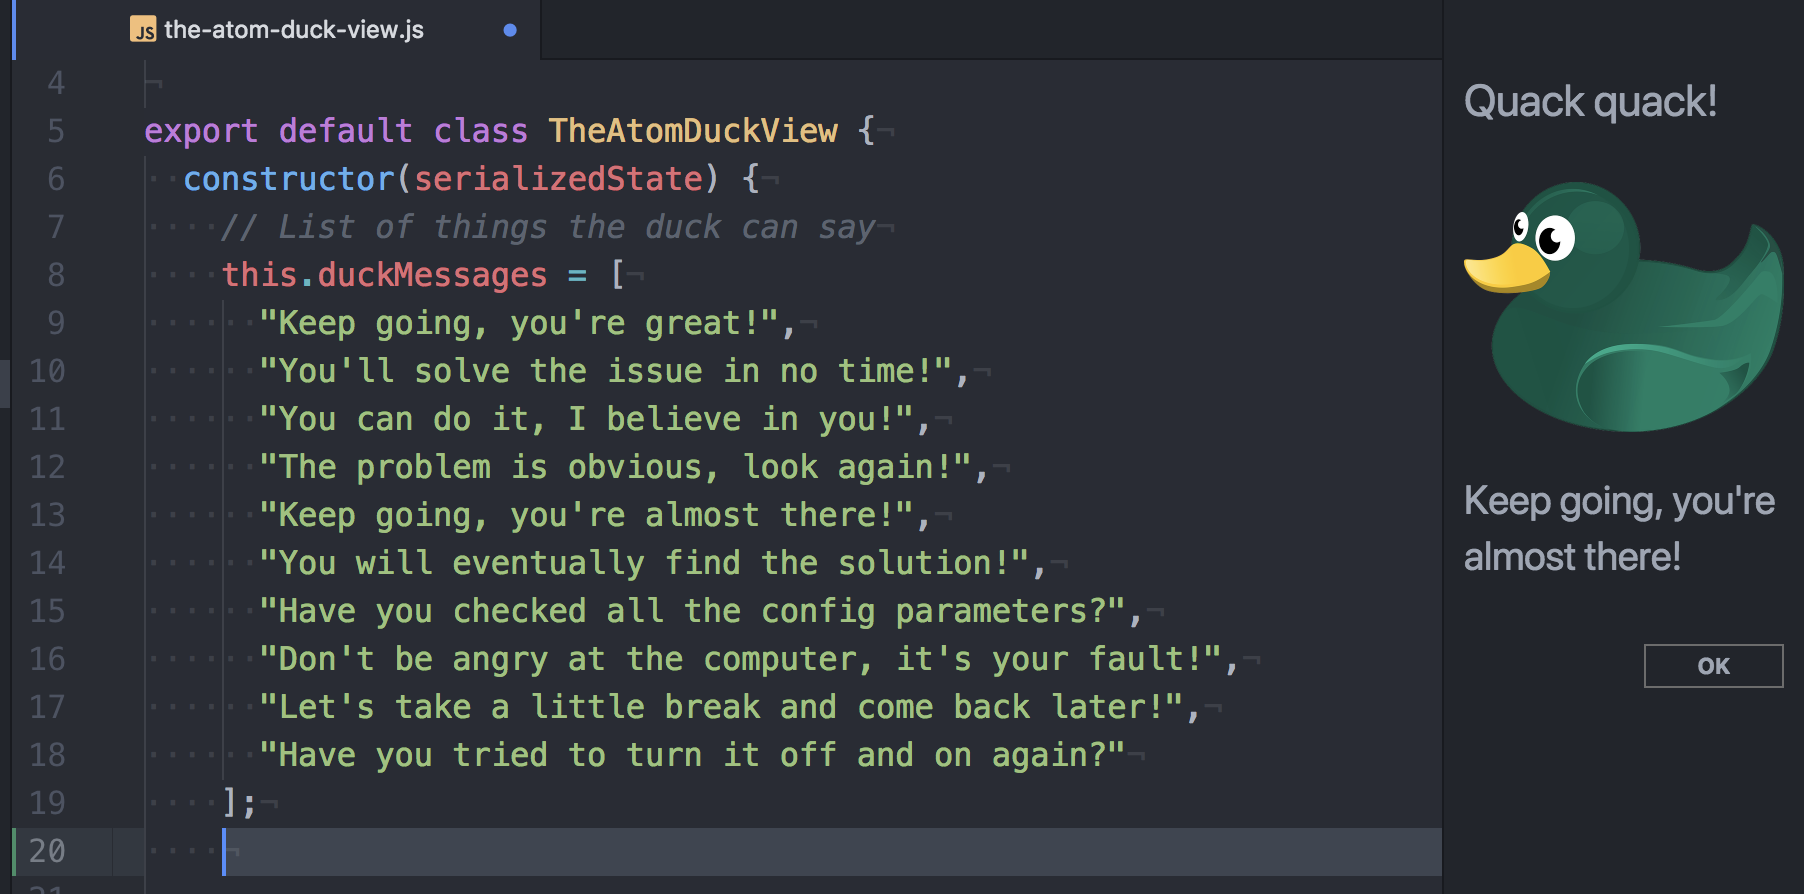 JS the-atom-duck-view.js
4
5 export default class TheAtomDuckView {
6 constructor(serializedState) {
7 // List of things the duck can say
8 this.duckMessages = [
9 "Keep going, you're great!",
10 "You'll solve the issue in no time!",
11 "You can do it, I believe in you!",
12 "The problem is obvious, look again!",
13 "Keep going, you're almost there!",
14 "You will eventually find the solution!",
15 "Have you checked all the config parameters?",
16 "Don't be angry at the computer, it's your fault!",
17 "Let's take a little break and come back later!",
18 "Have you tried to turn it off and on again?"
19 ];
20
21
Quack quack!
Keep going, you're
almost there!
OK